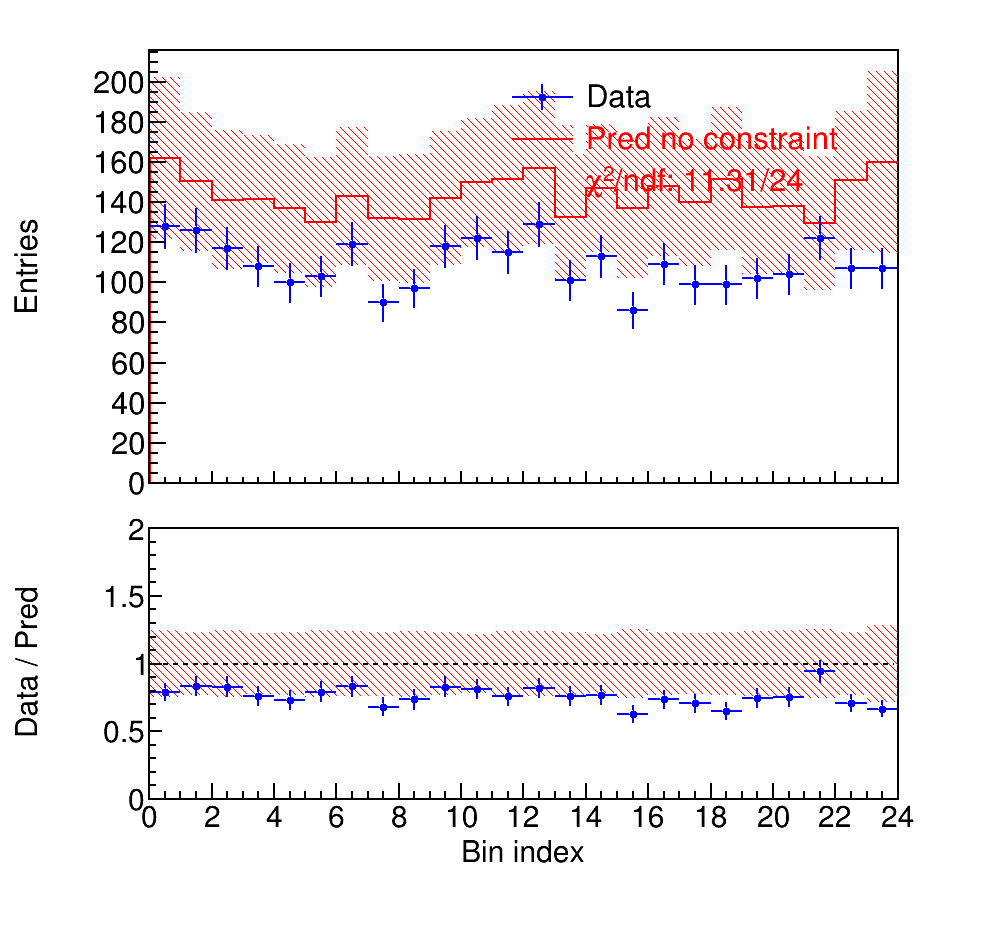 Entries
200
180
160
140
120
100
80
60
40
20
0
Data
Pred no constraint
χ²/ndf: 11.31/24
Data / Pred
2
1.5
1
0.5
0
0 2 4 6 8 10 12 14 16 18 20 22 24
Bin index